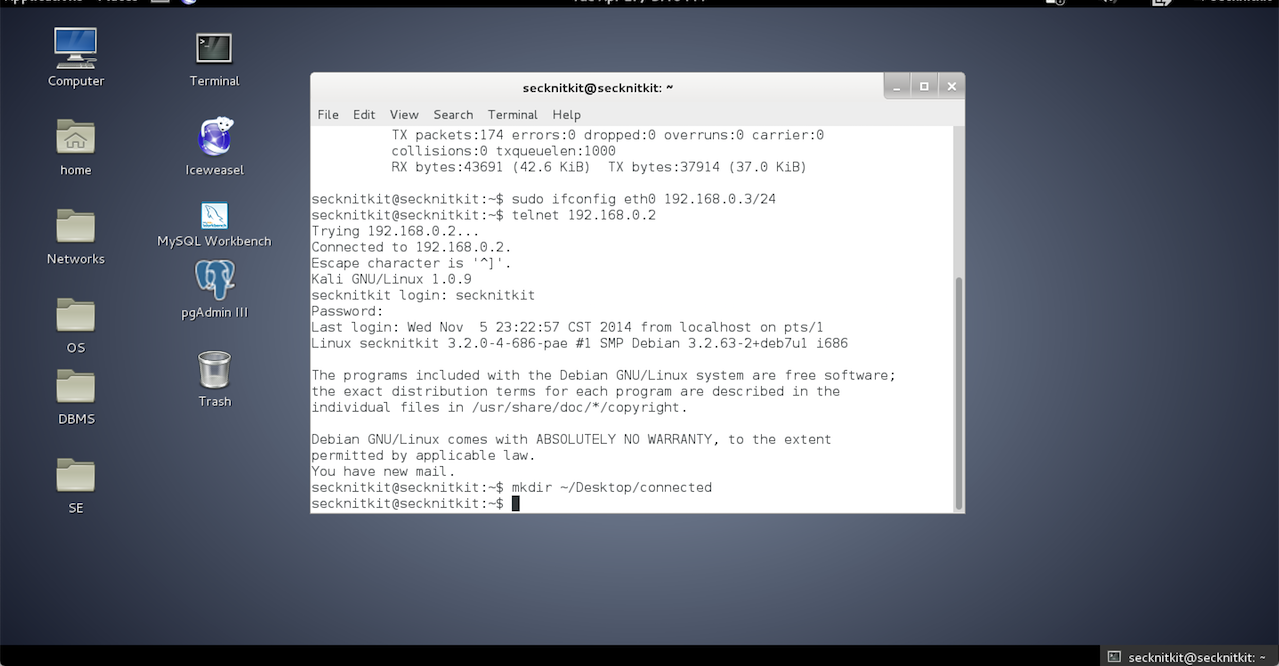 Computer
Terminal
home
Iceweasel
Networks
MySQL Workbench
OS
pgAdmin III
DBMS
Trash
SE
secknitkit@secknitkit: ~
File Edit View Search Terminal Help
TX packets:174 errors:0 dropped:0 overruns:0 carrier:0
collisions:0 txqueuelen:1000
RX bytes:43691 (42.6 KiB)  TX bytes:37914 (37.0 KiB)
secknitkit@secknitkit:~$ sudo ifconfig eth0 192.168.0.3/24
secknitkit@secknitkit:~$ telnet 192.168.0.2
Trying 192.168.0.2...
Connected to 192.168.0.2.
Escape character is '^]'.
Kali GNU/Linux 1.0.9
secknitkit login: secknitkit
Password:
Last login: Wed Nov  5 23:22:57 CST 2014 from localhost on pts/1
Linux secknitkit 3.2.0-4-686-pae #1 SMP Debian 3.2.63-2+deb7u1 i686
The programs included with the Debian GNU/Linux system are free software;
the exact distribution terms for each program are described in the
individual files in /usr/share/doc/*/copyright.
Debian GNU/Linux comes with ABSOLUTELY NO WARRANTY, to the extent
permitted by applicable law.
You have new mail.
secknitkit@secknitkit:~$ mkdir ~/Desktop/connected
secknitkit@secknitkit:~$
secknitkit@secknitkit: ~